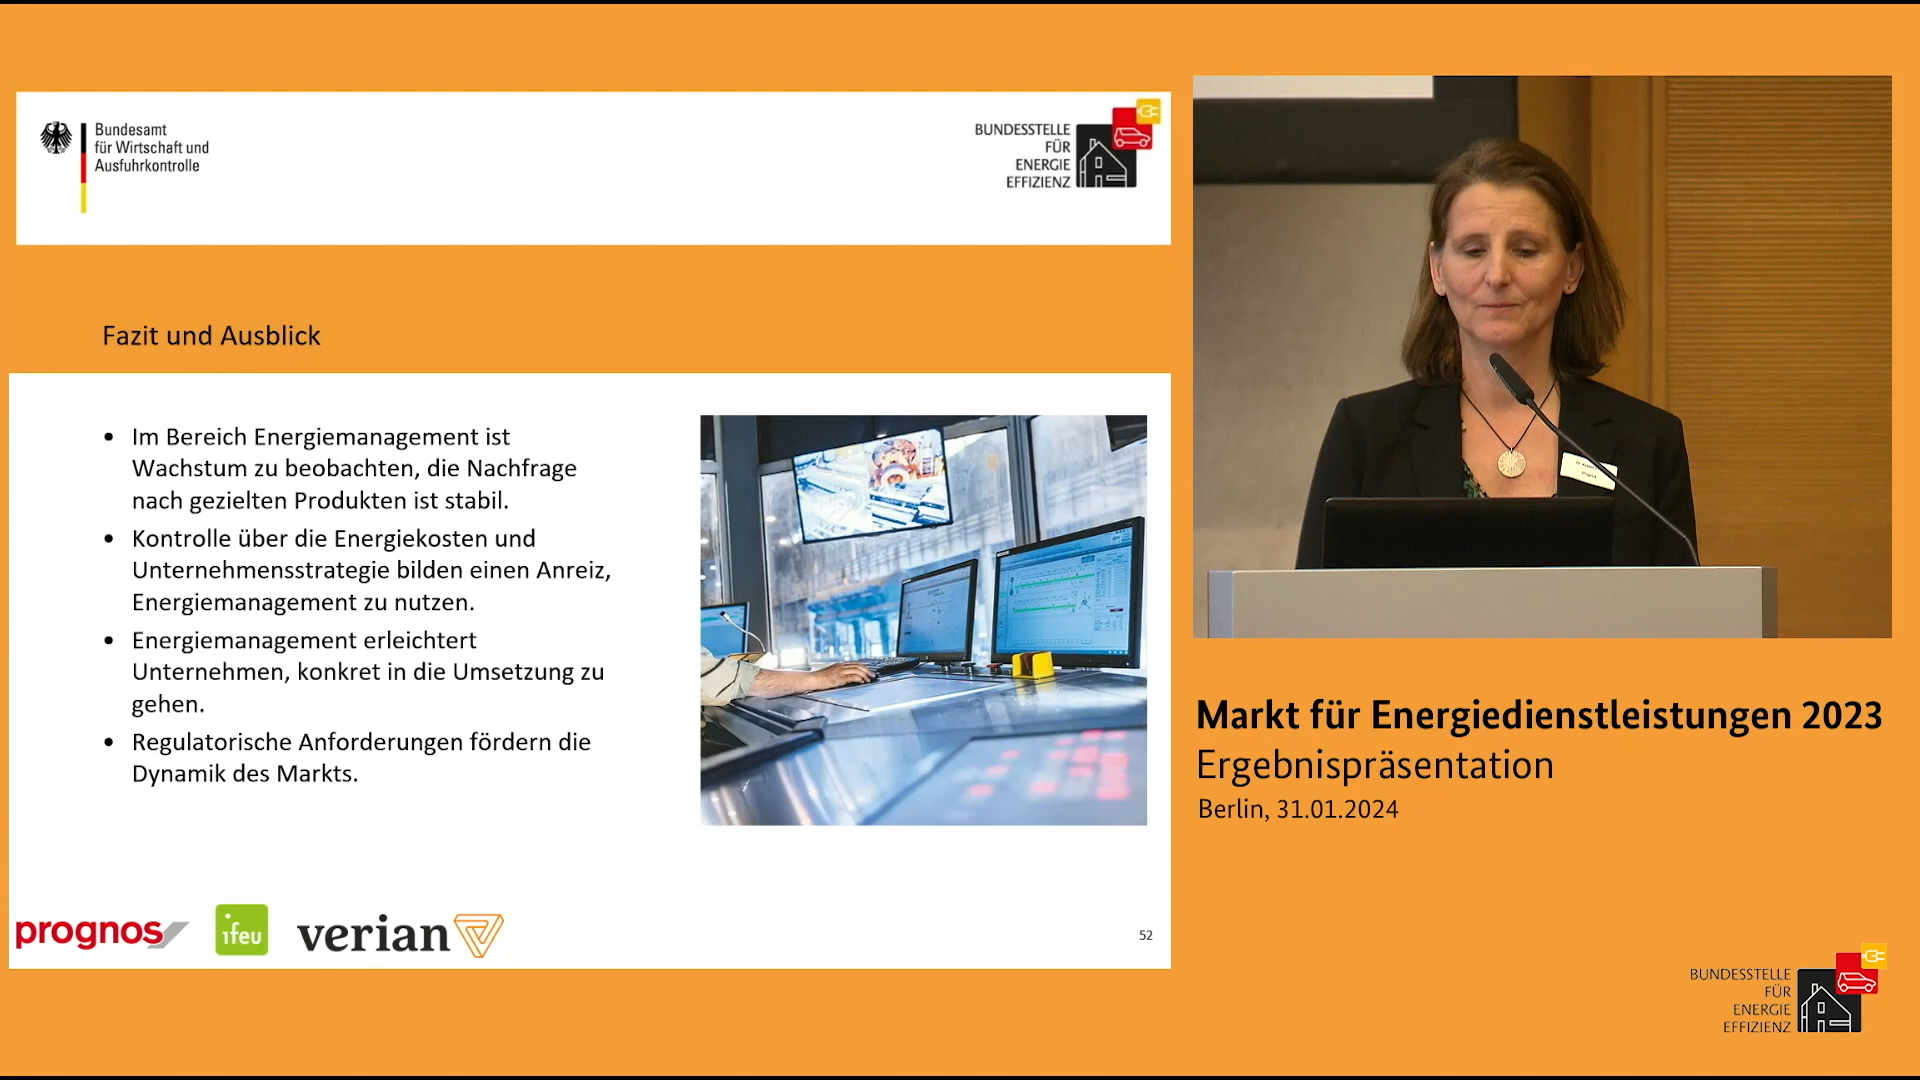 Bundesamt
für Wirtschaft und
Ausfuhrkontrolle
BUNDESSTELLE
FÜR
ENERGIE
EFFIZIENZ
Fazit und Ausblick
• Im Bereich Energiemanagement ist
Wachstum zu beobachten, die Nachfrage
nach gezielten Produkten ist stabil.
• Kontrolle über die Energiekosten und
Unternehmensstrategie bilden einen Anreiz,
Energiemanagement zu nutzen.
• Energiemanagement erleichtert
Unternehmen, konkret in die Umsetzung zu
gehen.
• Regulatorische Anforderungen fördern die
Dynamik des Markts.
prognos
ifeu
verian
52
Markt für Energiedienstleistungen 2023
Ergebnispräsentation
Berlin, 31.01.2024
BUNDESSTELLE
FÜR
ENERGIE
EFFIZIENZ